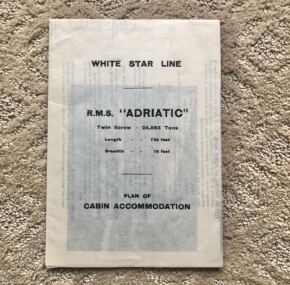 WHITE STAR LINE
R.M.S. "ADRIATIC"
Twin Screw - 24,563 Tons
Length - - 726 feet
Breadth - - 75 feet
PLAN OF
CABIN ACCOMMODATION